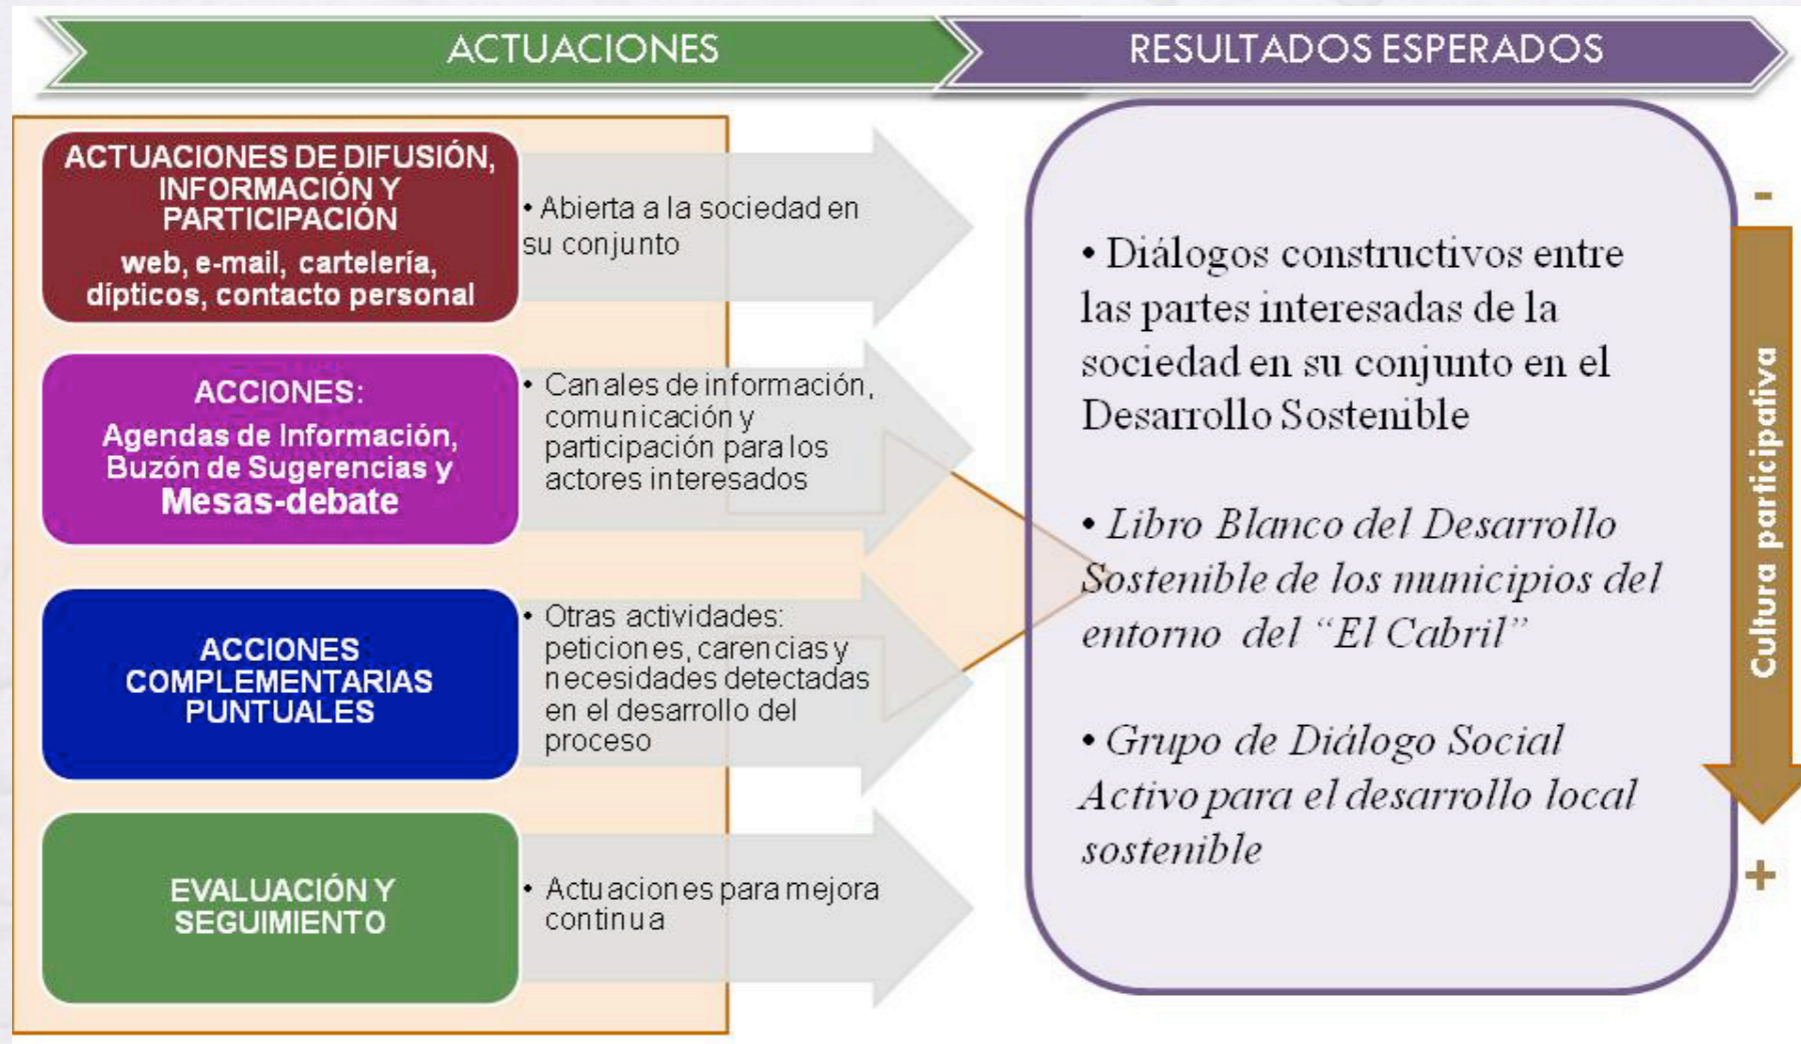 ACTUACIONES
RESULTADOS ESPERADOS
ACTUACIONES DE DIFUSIÓN,
INFORMACIÓN Y
PARTICIPACIÓN
web, e-mail, cartelería,
dípticos, contacto personal
• Abierta a la sociedad en
su conjunto
ACCIONES:
Agendas de Información,
Buzón de Sugerencias y
Mesas-debate
• Canales de información,
comunicación y
participación para los
actores interesados
ACCIONES
COMPLEMENTARIAS
PUNTUALES
• Otras actividades:
peticiones, carencias y
necesidades detectadas
en el desarrollo del
proceso
EVALUACIÓN Y
SEGUIMIENTO
• Actuaciones para mejora
continua
• Diálogos constructivos entre
las partes interesadas de la
sociedad en su conjunto en el
Desarrollo Sostenible
• Libro Blanco del Desarrollo
Sostenible de los municipios del
entorno del “El Cabril”
• Grupo de Diálogo Social
Activo para el desarrollo local
sostenible
-
Cultura participativa
+